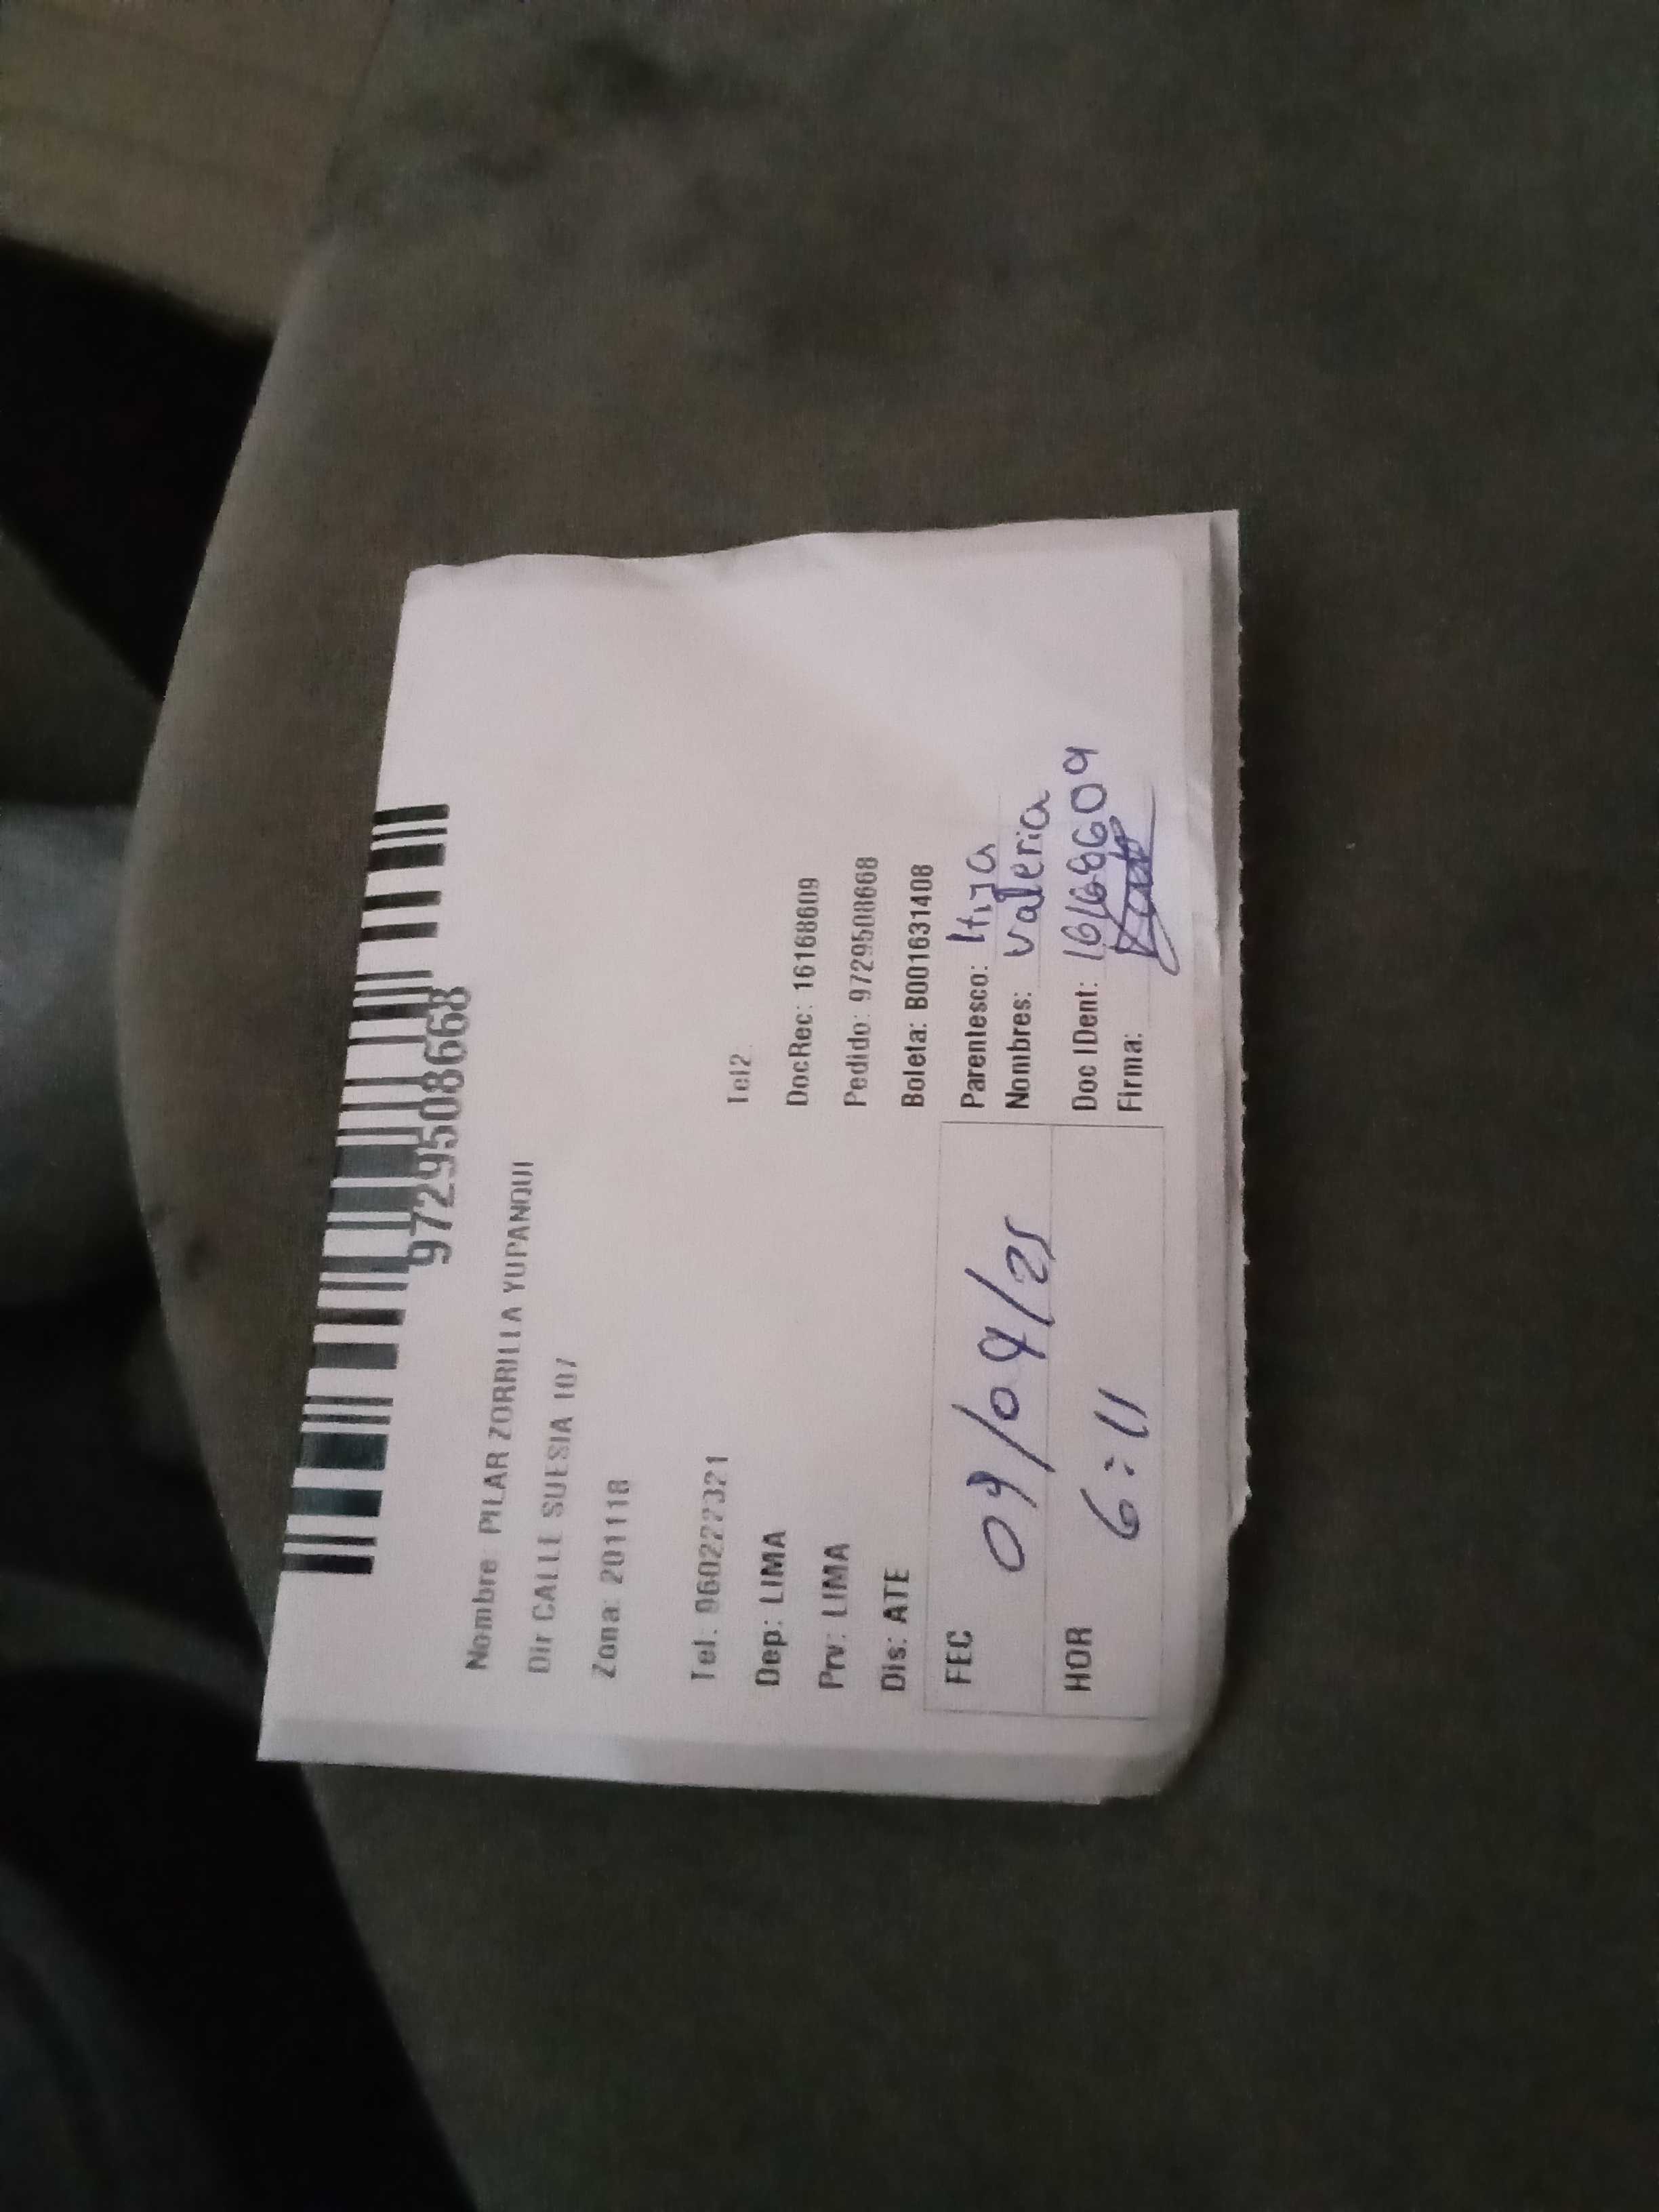 9729508668
Nombre: PILAR ZORRILLA YUPANQUI
Dir CALLE SUESIA 107
Zona: 201118
Tel: 960222321 Tel2.
Dep.: LIMA DocRec: 16168609
Prv: LIMA Pedido: 9729508668
Dis: ATE Boleta: B001631408
FEC 09/09/25
Parentesco: Hija
Nombres: Valeria
HOR 6:11
Doc IDent: 16168609
Firma: